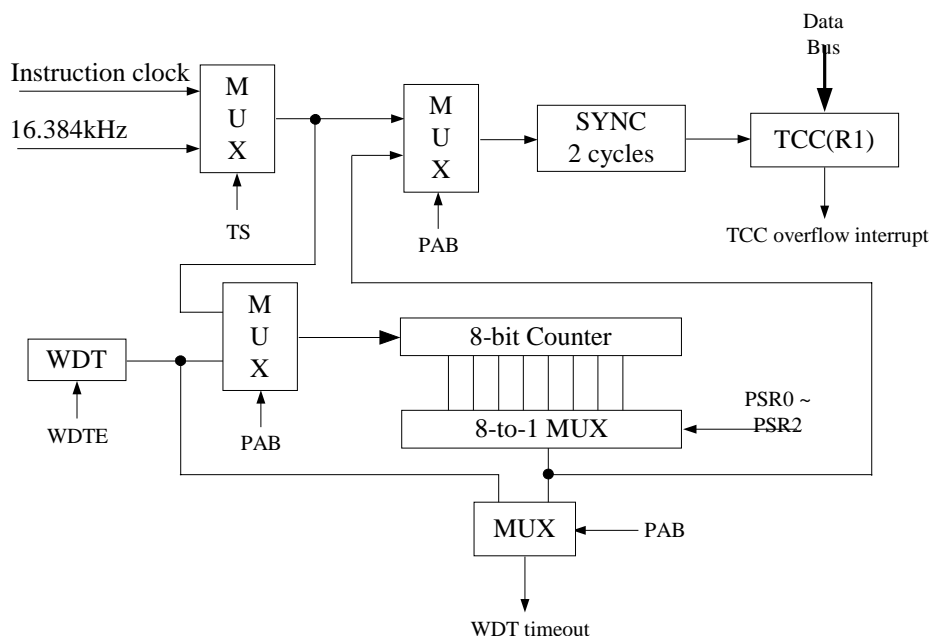 Data
Bus
Instruction clock
16.384kHz
M
U
X
TS
M
U
X
PAB
SYNC
2 cycles
TCC(R1)
TCC overflow interrupt
M
U
X
PAB
WDT
WDTE
8-bit Counter
8-to-1 MUX
PSR0 ~
PSR2
MUX
PAB
WDT timeout